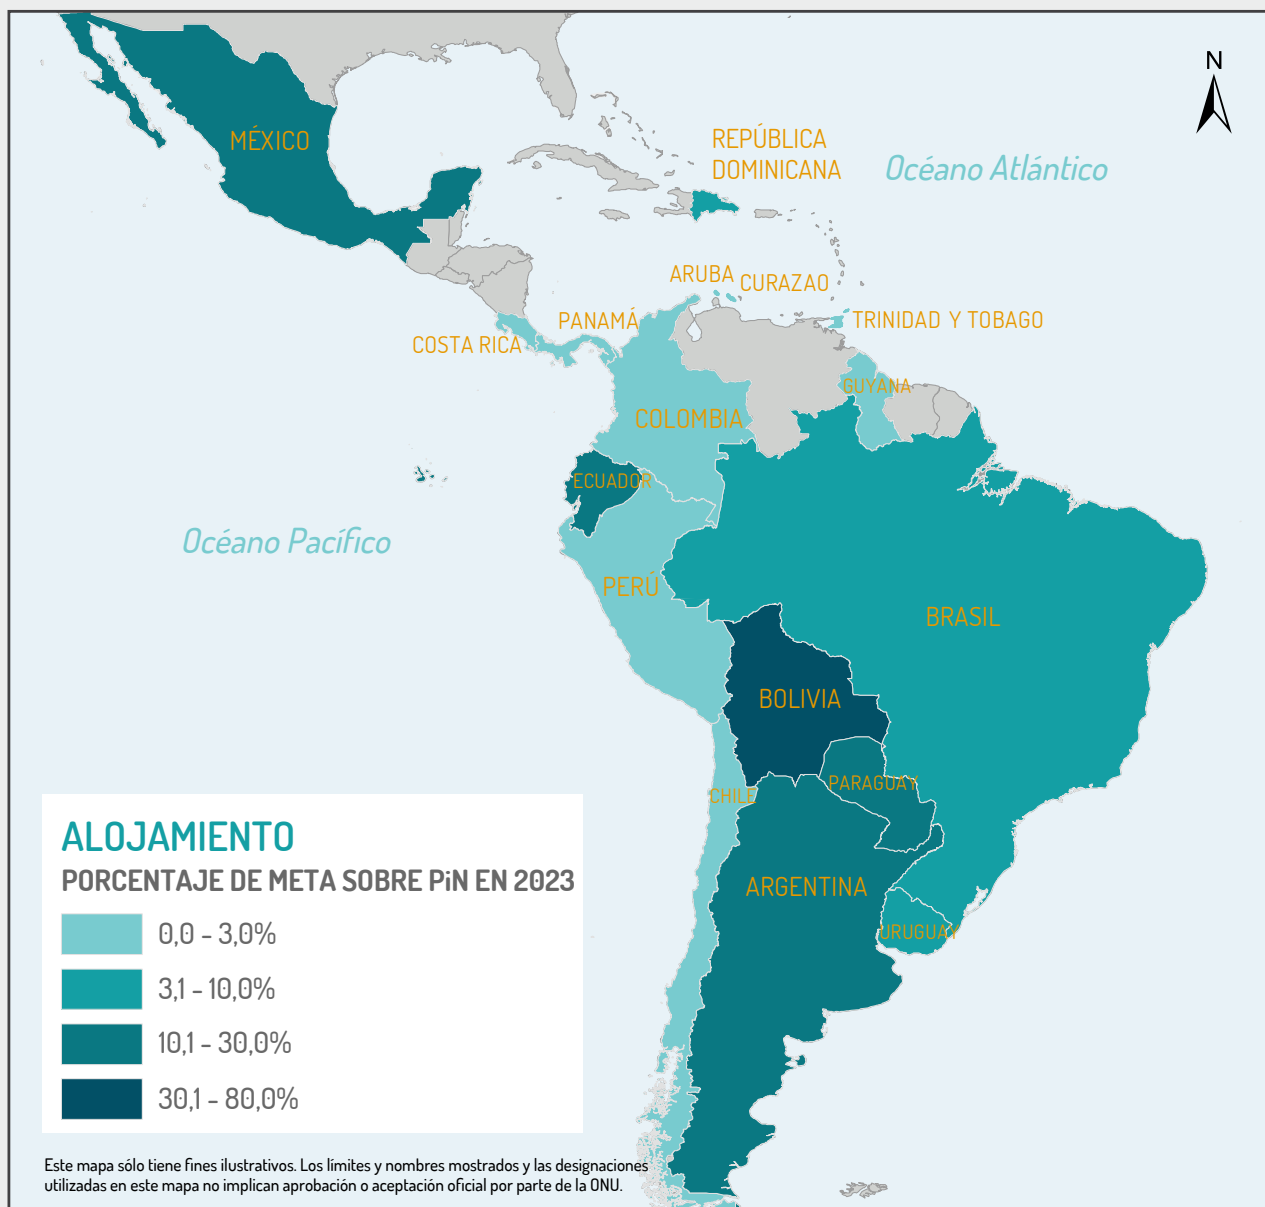 N
MÉXICO
REPÚBLICA
DOMINICANA
Océano Atlántico
ARUBA
CURAZAO
PANAMÁ
TRINIDAD Y TOBAGO
COSTA RICA
GUYANA
COLOMBIA
ECUADOR
Océano Pacífico
PERÚ
BRASIL
BOLIVIA
PARAGUAY
CHILE
ARGENTINA
URUGUAY
ALOJAMIENTO
PORCENTAJE DE META SOBRE PiN EN 2023
0,0 - 3,0%
3,1 - 10,0%
10,1 - 30,0%
30,1 - 80,0%
Este mapa sólo tiene fines ilustrativos. Los límites y nombres mostrados y las designaciones
utilizadas en este mapa no implican aprobación o aceptación oficial por parte de la ONU.